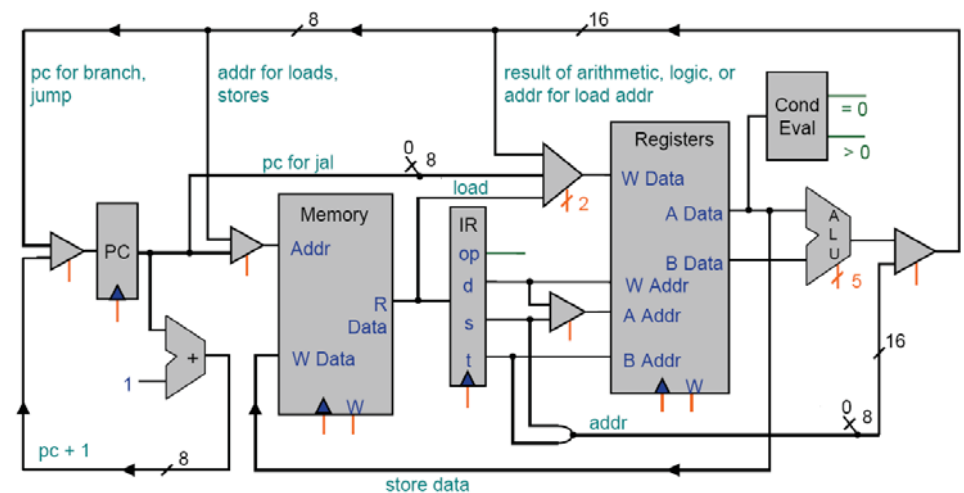 8
16
pc for branch,
jump
addr for loads,
stores
result of arithmetic, logic, or
addr for load addr
Cond
Eval
= 0
> 0
Registers
0
8
pc for jal
load
2
W Data
A Data
B Data
W Addr
A Addr
B Addr
W
A
L
U
5
PC
Memory
Addr
R
Data
W Data
W
IR
op
d
s
t
+
1
16
addr
0
8
pc + 1
8
store data